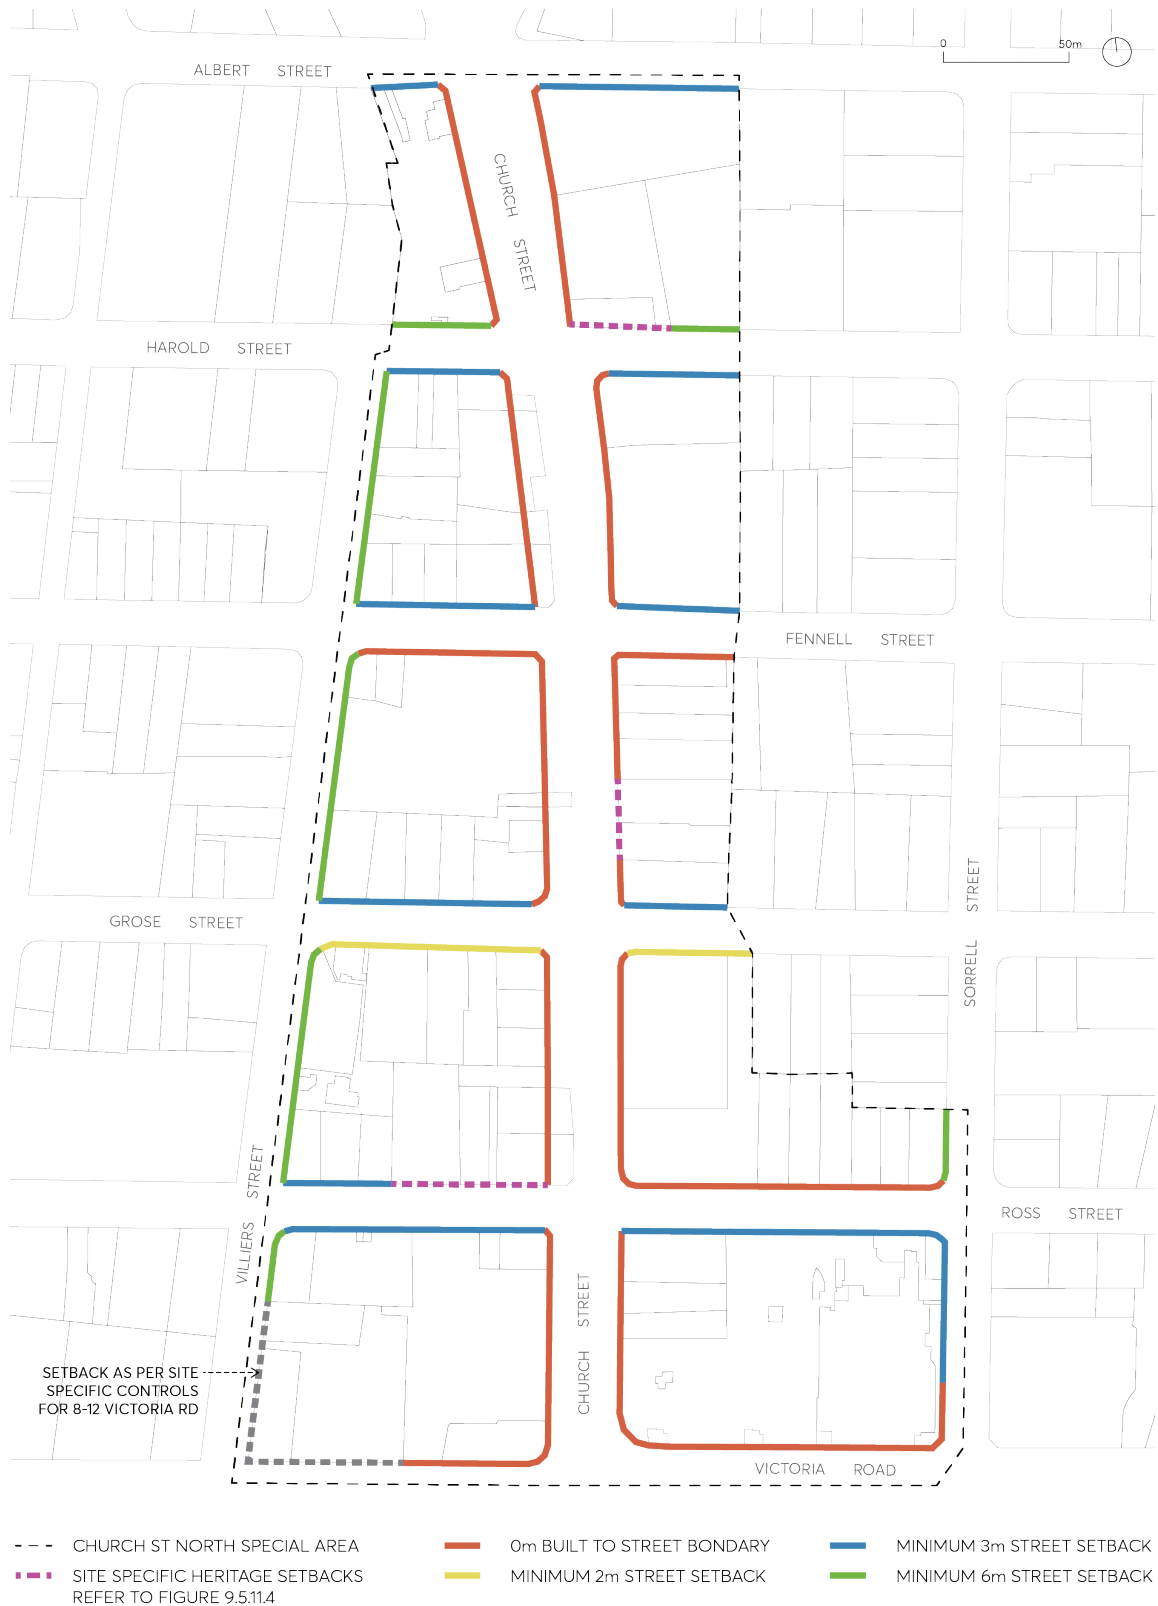 0 50m
ALBERT STREET
CHURCH STREET
HAROLD STREET
FENNELL STREET
SORRELL STREET
GROSE STREET
VILLIERS STREET
ROSS STREET
CHURCH STREET
SETBACK AS PER SITE
SPECIFIC CONTROLS
FOR 8-12 VICTORIA RD
VICTORIA ROAD
CHURCH ST NORTH SPECIAL AREA
SITE SPECIFIC HERITAGE SETBACKS
REFER TO FIGURE 9.5.11.4
0m BUILT TO STREET BONDARY
MINIMUM 2m STREET SETBACK
MINIMUM 3m STREET SETBACK
MINIMUM 6m STREET SETBACK